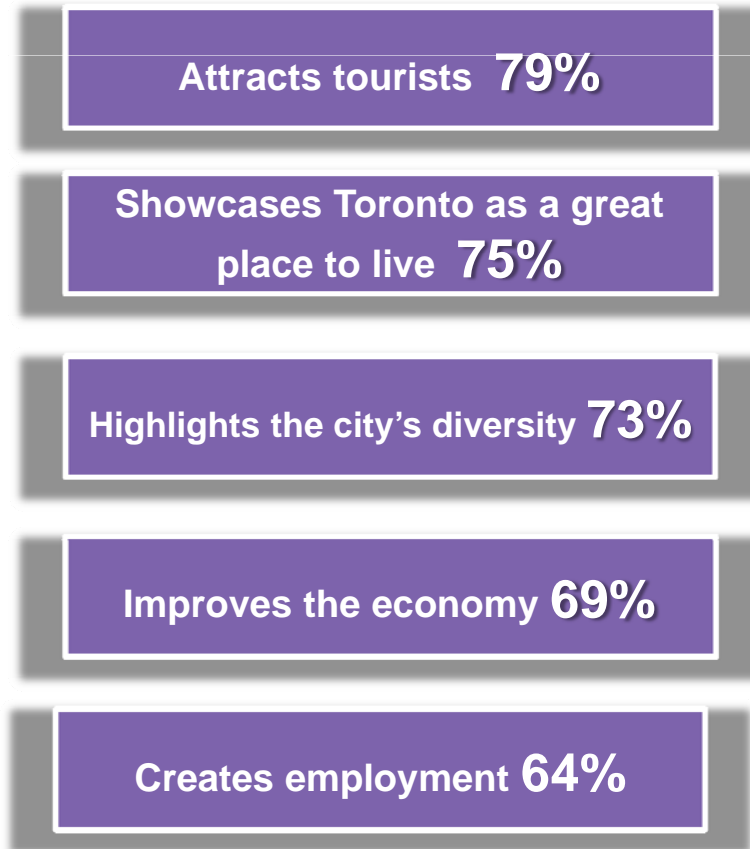 Attracts tourists 79%
Showcases Toronto as a great
place to live 75%
Highlights the city’s diversity 73%
Improves the economy 69%
Creates employment 64%